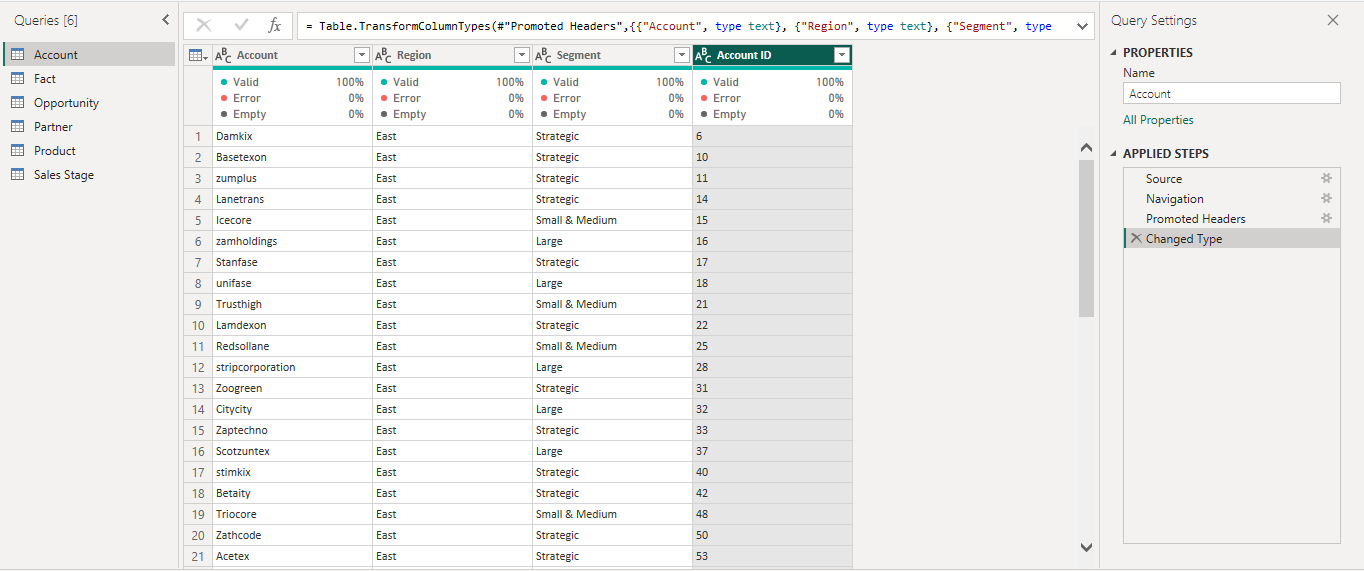 Queries [6]
Account
Fact
Opportunity
Partner
Product
Sales Stage
fx = Table.TransformColumnTypes(#"Promoted Headers",{{"Account", type text}, {"Region", type text}, {"Segment", type
ABC Account ABC Region ABC Segment ABC Account ID
Valid 100% Valid 100% Valid 100% Valid 100%
Error 0% Error 0% Error 0% Error 0%
Empty 0% Empty 0% Empty 0% Empty 0%
1 Damkix East Strategic 6
2 Basetexon East Strategic 10
3 zumplus East Strategic 11
4 Lanetrans East Strategic 14
5 Icecore East Small & Medium 15
6 zamholdings East Large 16
7 Stanfase East Strategic 17
8 unifase East Large 18
9 Trusthigh East Small & Medium 21
10 Lamdexon East Strategic 22
11 Redsollane East Small & Medium 25
12 stripcorporation East Large 28
13 Zoogreen East Strategic 31
14 Citycity East Large 32
15 Zaptechno East Strategic 33
16 Scotzuntex East Large 37
17 stimkix East Strategic 40
18 Betaity East Strategic 42
19 Triocore East Small & Medium 48
20 Zathcode East Strategic 50
21 Acetex East Strategic 53
Query Settings
PROPERTIES
Name
Account
All Properties
APPLIED STEPS
Source
Navigation
Promoted Headers
Changed Type